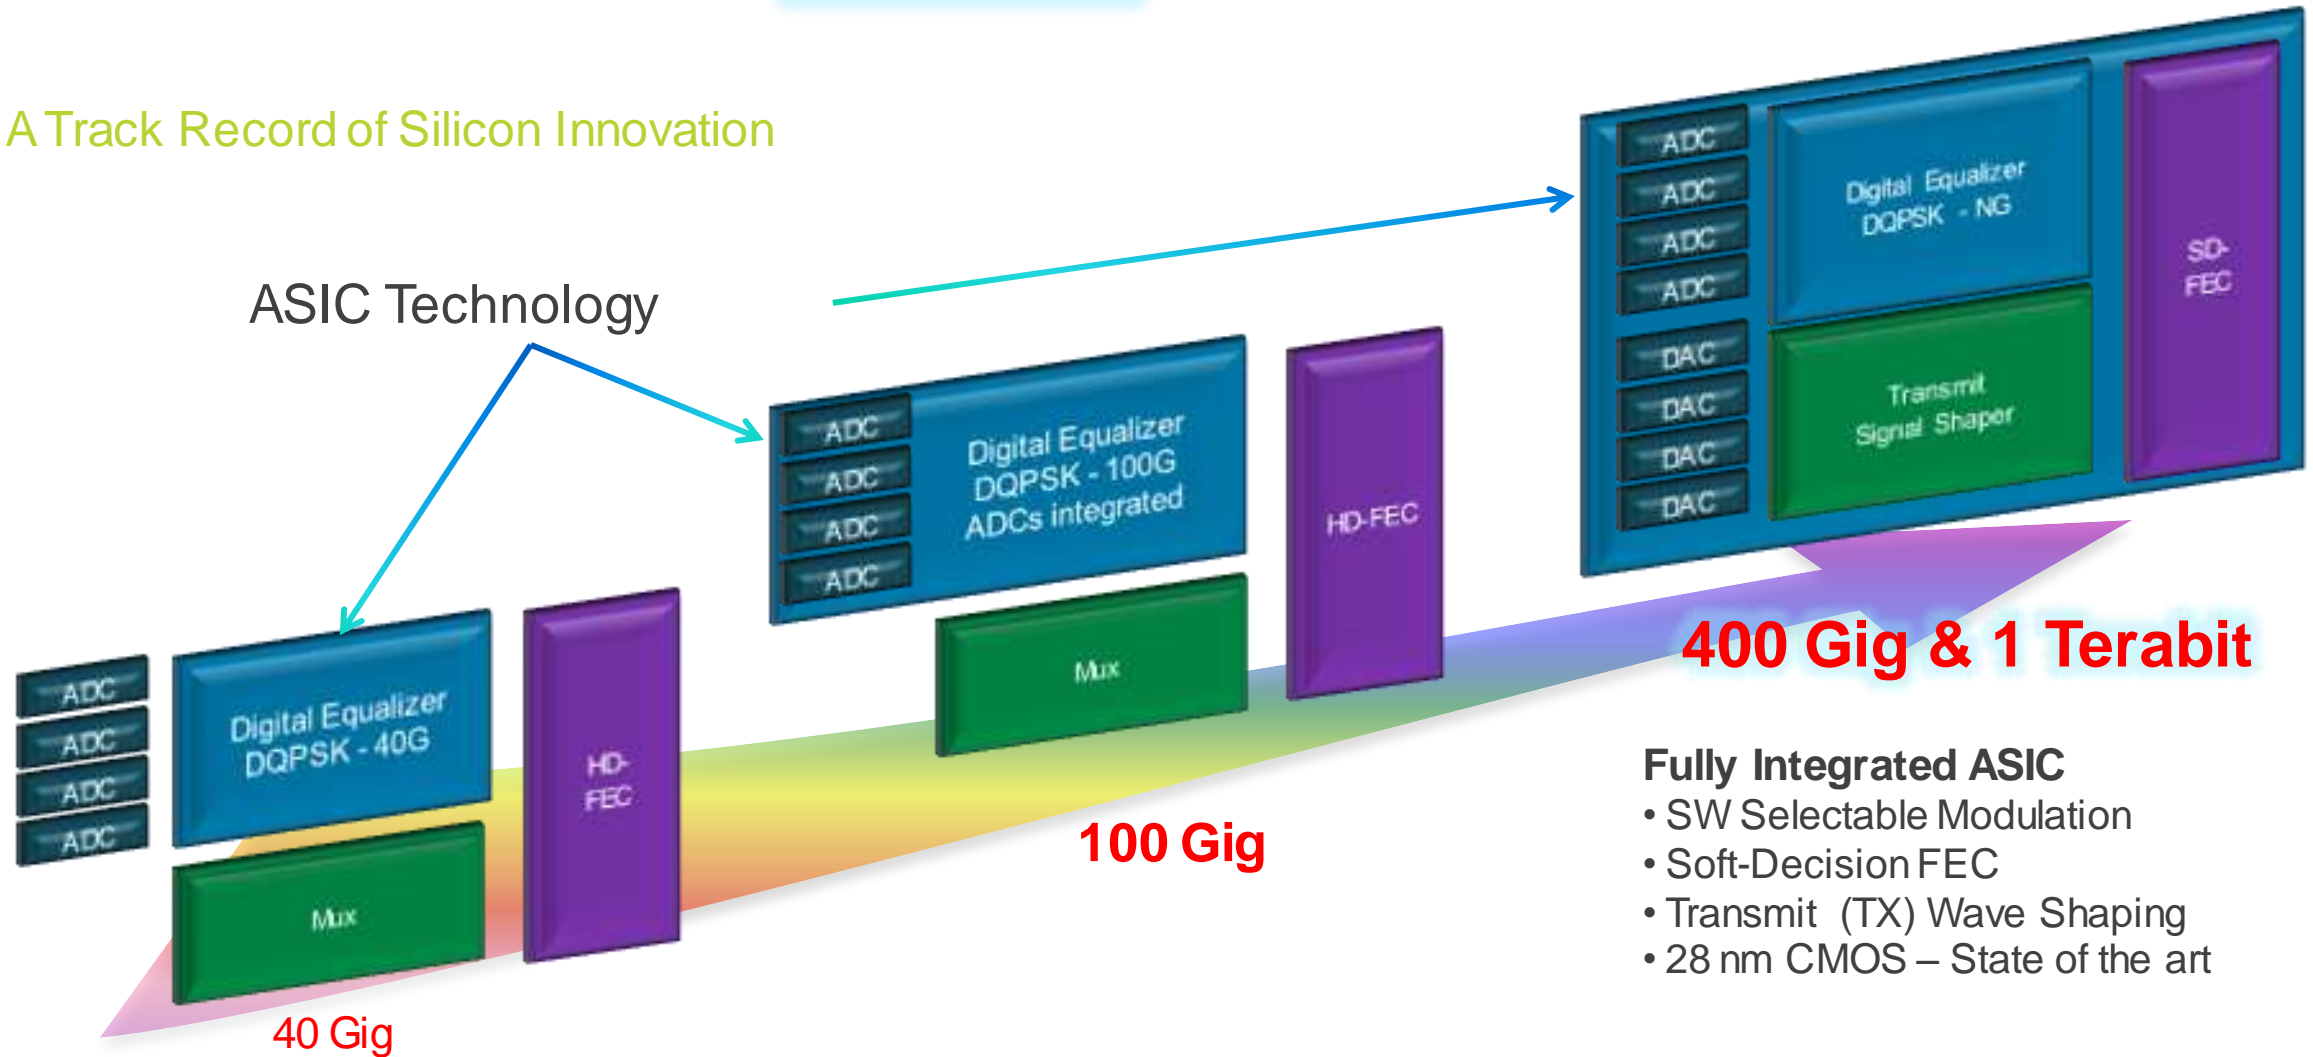 A Track Record of Silicon Innovation
ASIC Technology
ADC
ADC
ADC
ADC
Digital Equalizer
DQPSK - 40G
Mux
HD-
FEC
40 Gig
ADC
ADC
ADC
ADC
Digital Equalizer
DQPSK - 100G
ADCs integrated
Mux
HD-FEC
100 Gig
ADC
ADC
ADC
ADC
DAC
DAC
DAC
DAC
Digital Equalizer
DQPSK - NG
Transmit
Signal Shaper
SD-
FEC
400 Gig & 1 Terabit
Fully Integrated ASIC
• SW Selectable Modulation
• Soft-Decision FEC
• Transmit (TX) Wave Shaping
• 28 nm CMOS – State of the art